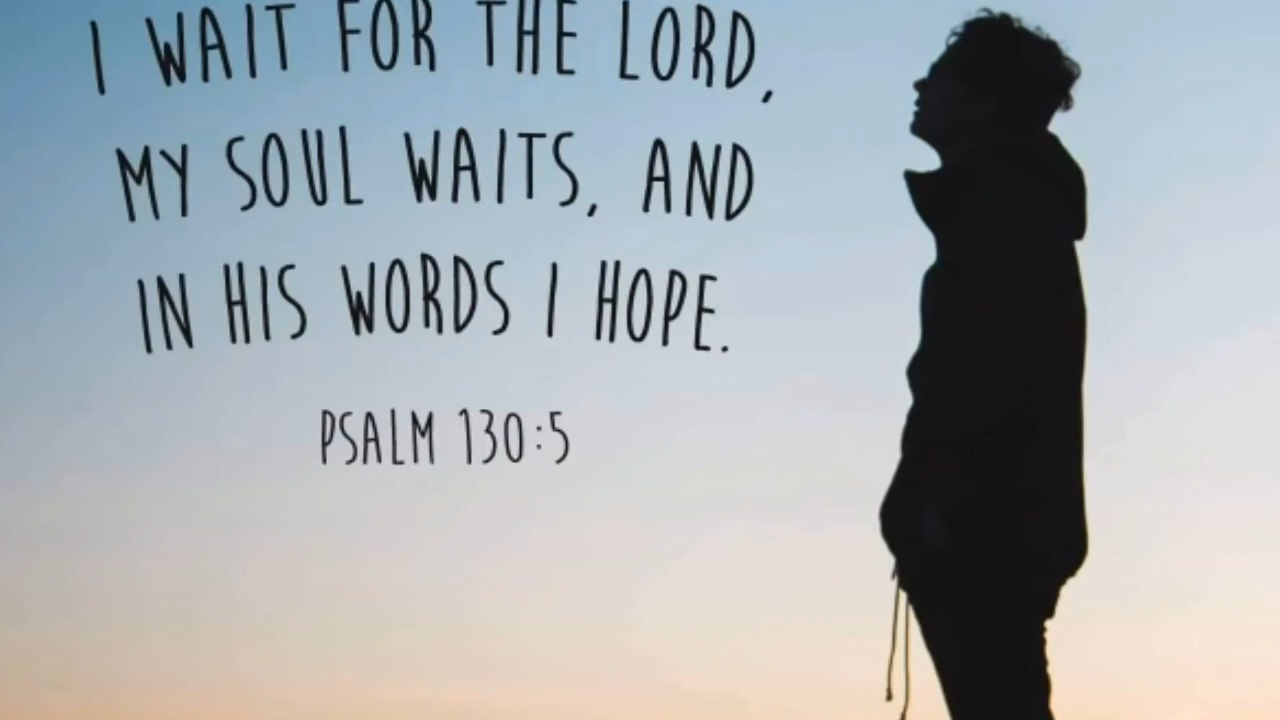 I WAIT FOR THE LORD,
MY SOUL WAITS, AND
IN HIS WORDS I HOPE.
PSALM 130:5